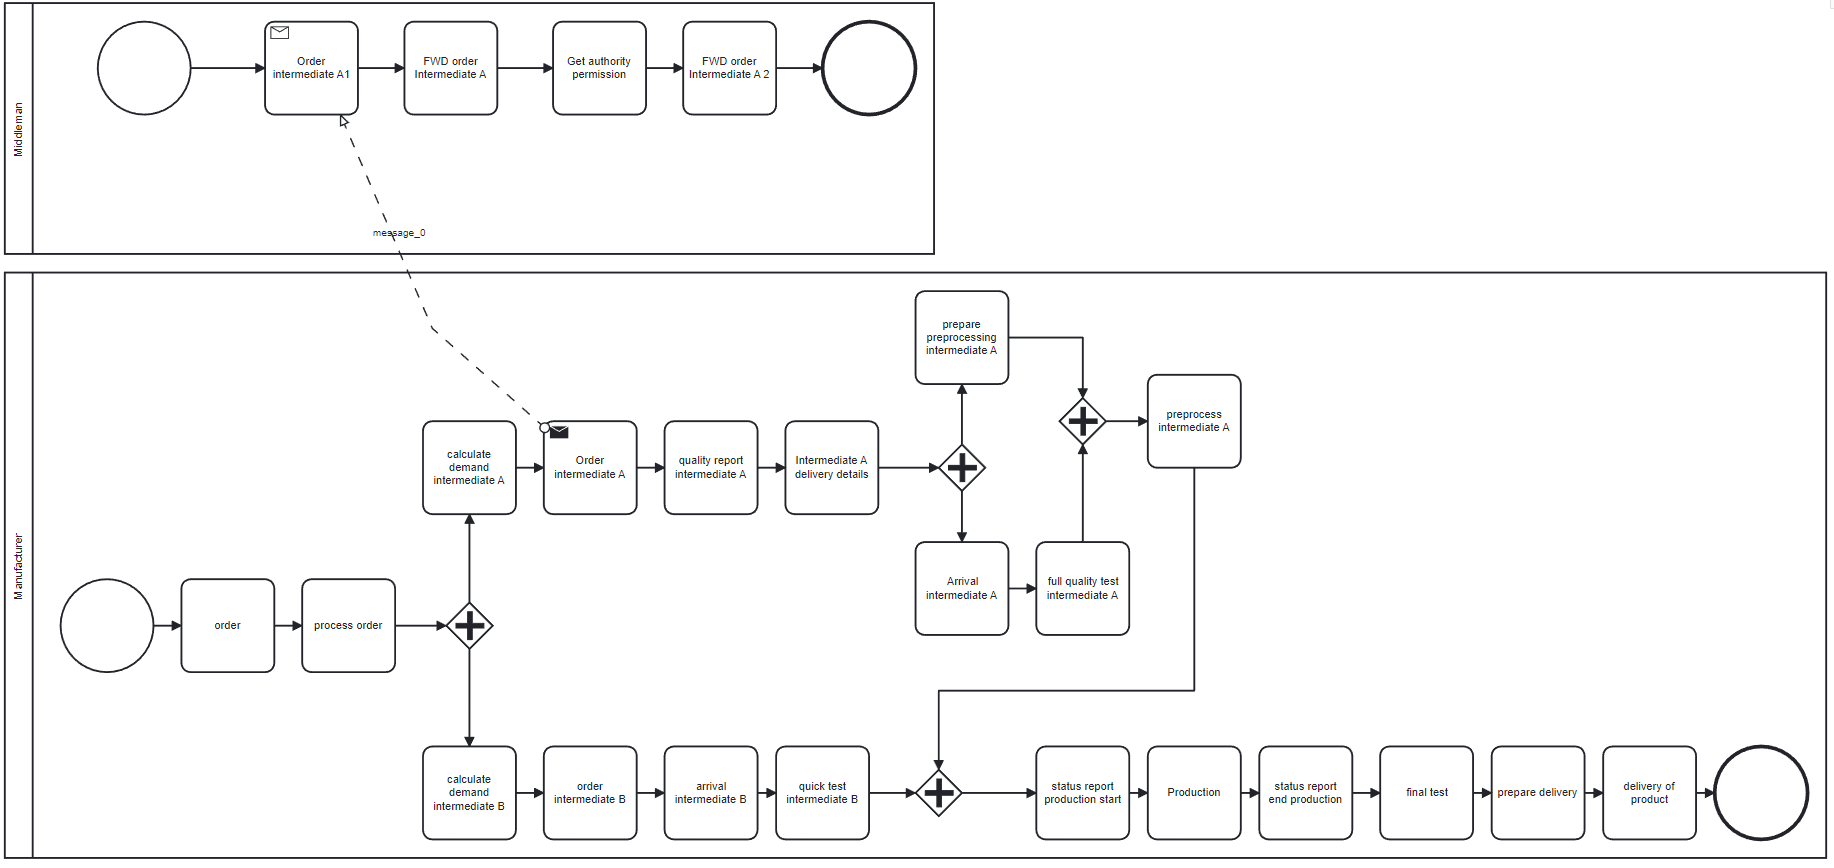 Middleman
Order
intermediate A1
FWD order
Intermediate A
Get authority
permission
FWD order
Intermediate A 2
message_0
Manufacturer
prepare
preprocessing
intermediate A
preprocess
intermediate A
calculate
demand
intermediate A
Order
intermediate A
quality report
intermediate A
Intermediate A
delivery details
Arrival
intermediate A
full quality test
intermediate A
order
process order
calculate
demand
intermediate B
order
intermediate B
arrival
intermediate B
quick test
intermediate B
status report
production start
Production
status report
end production
final test
prepare delivery
delivery of
product